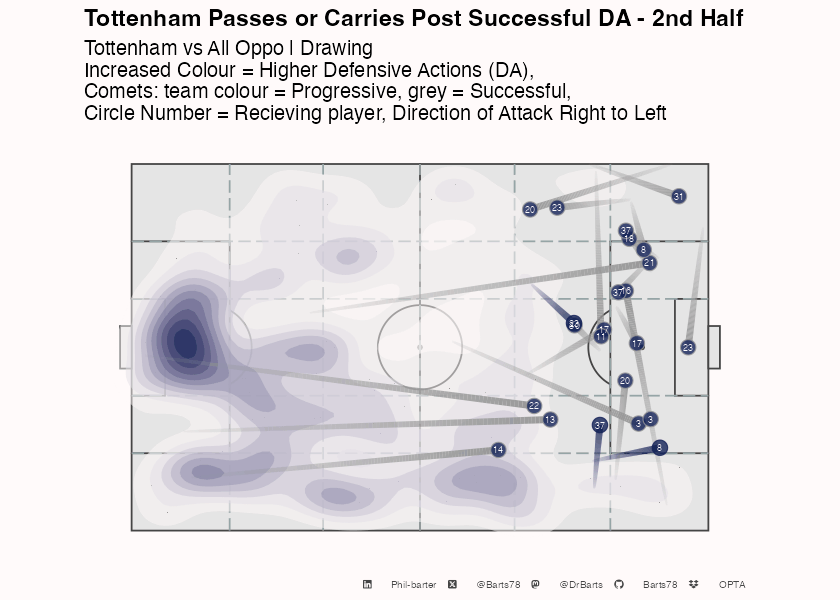 Tottenham Passes or Carries Post Successful DA - 2nd Half
Tottenham vs All Oppo | Drawing
Increased Colour = Higher Defensive Actions (DA),
Comets: team colour = Progressive, grey = Successful,
Circle Number = Recieving player, Direction of Attack Right to Left
31
20 23
37
18
8
21
37 16
17
11
17 23
20
22
13 3 3
37
14 8
Phil-barter @Barts78 @DrBarts Barts78 OPTA